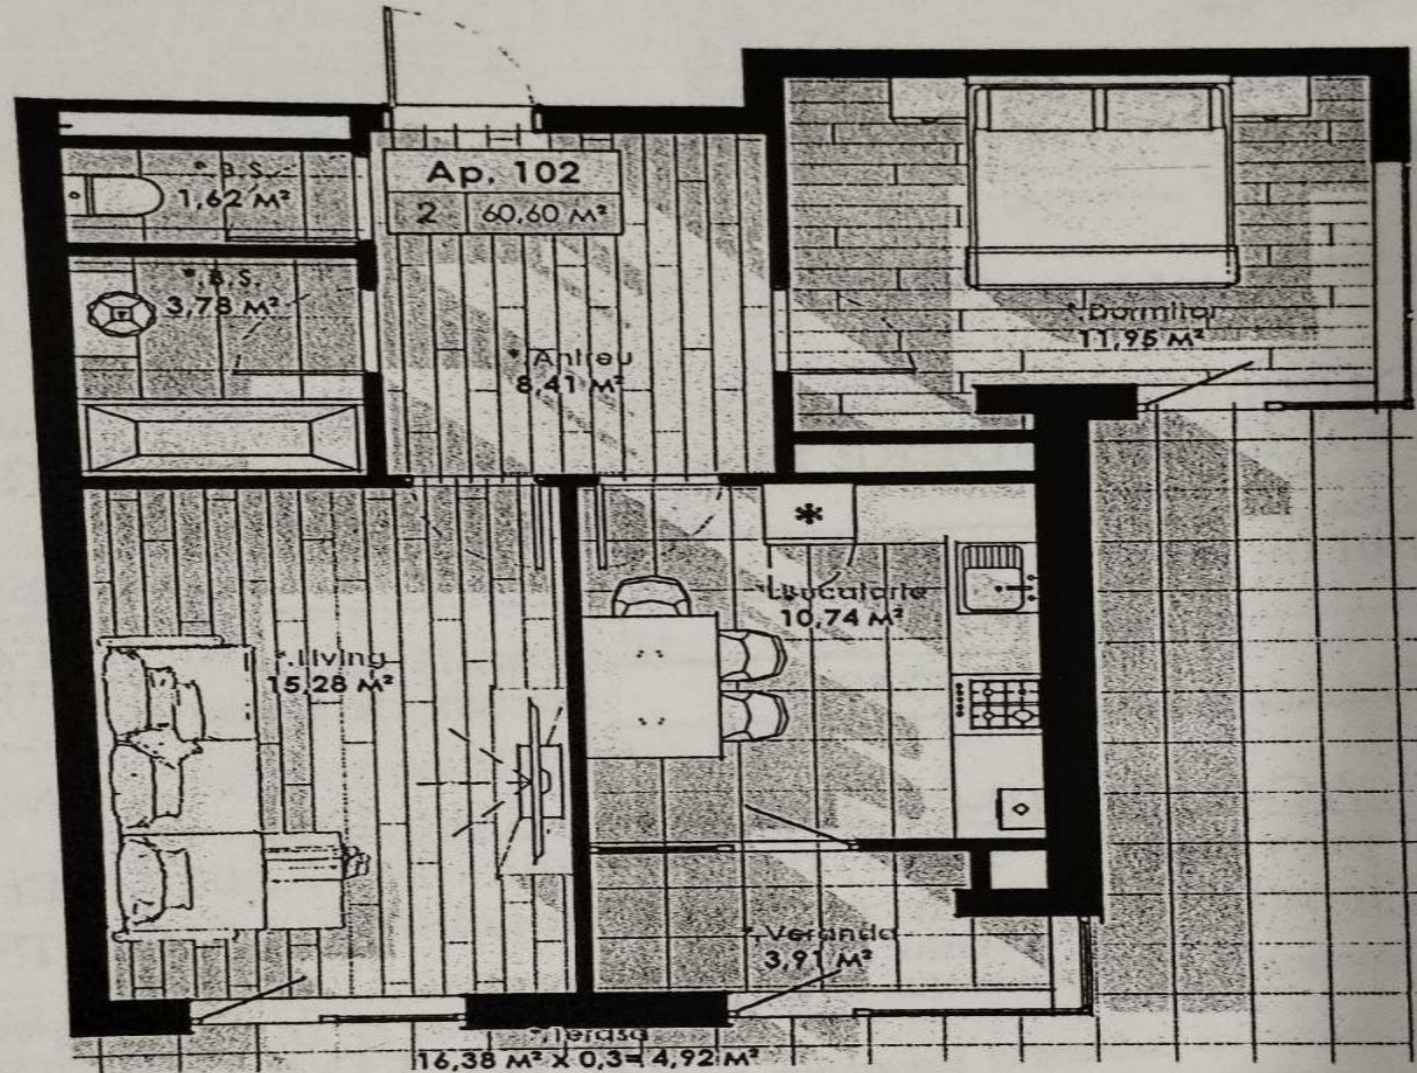 Ap. 102
2 60,60 M²
*.B.S.
1,62 M²
*.B.S.
3,78 M²
*.Antreu
8,41 M²
*.Dormitor
11,95 M²
*.Bucatarie
10,74 M²
*.Living
15,28 M²
*.Veranda
3,91 M²
*.Terasa
16,38 M² X 0,3= 4,92 M²